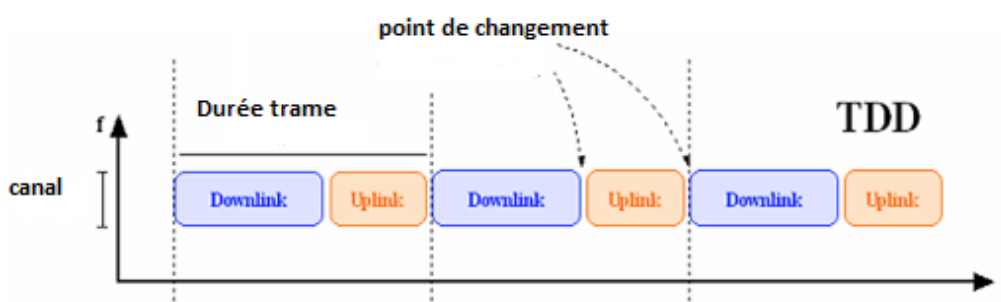 point de changement
Durée trame
TDD
f
canal
Downlink
Uplink
Downlink
Uplink
Downlink
Uplink